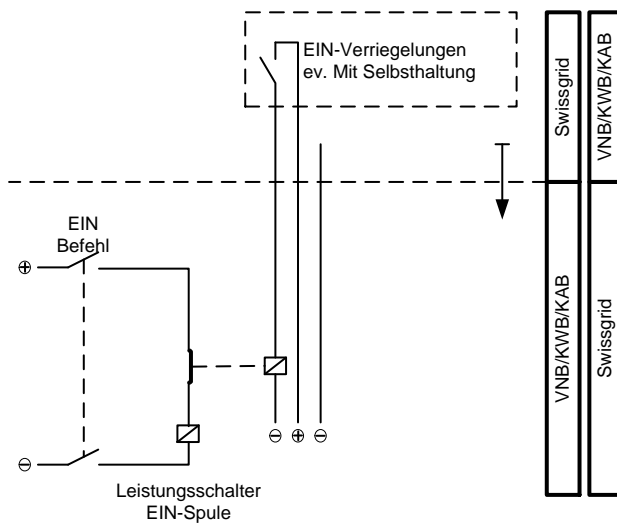 EIN-Verriegelungen
ev. Mit Selbsthaltung
Swissgrid
VNB/KWB/KAB
EIN
Befehl
+
-
- + -
VNB/KWB/KAB
Swissgrid
Leistungsschalter
EIN-Spule